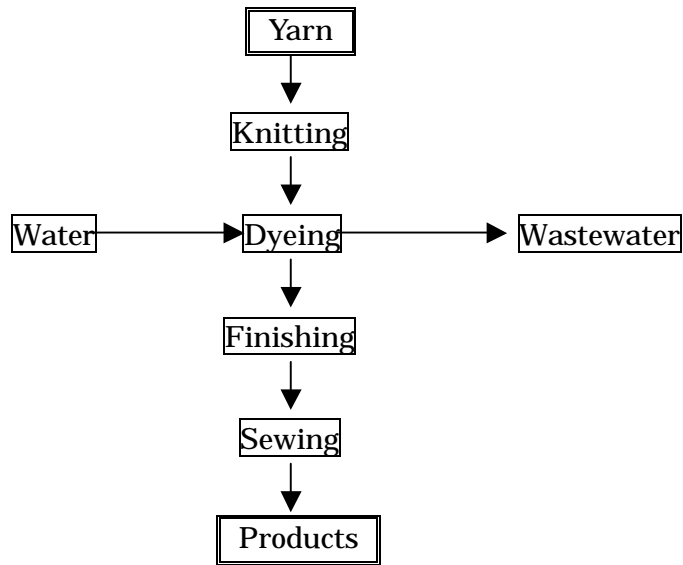 Yarn
Knitting
Water Dyeing Wastewater
Finishing
Sewing
Products